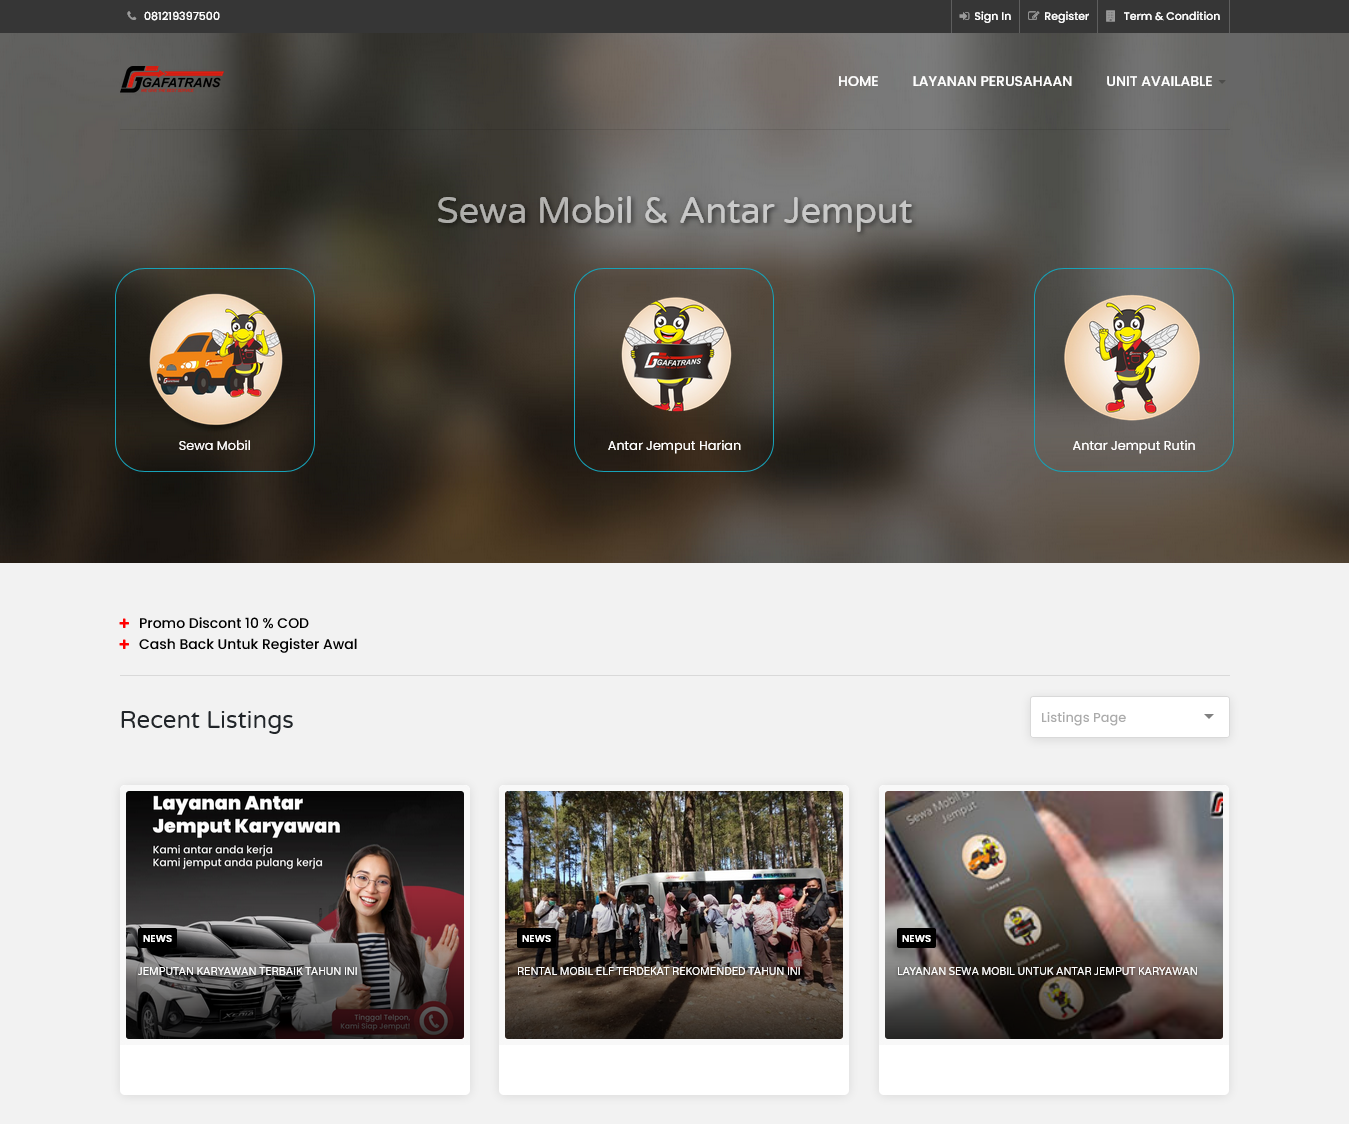 081219397500
Sign In
Register
Term & Condition
GAFATRANS
HOME
LAYANAN PERUSAHAAN
UNIT AVAILABLE
Sewa Mobil & Antar Jemput
GAFATRANS
Sewa Mobil
Antar Jemput Harian
Antar Jemput Rutin
Promo Discont 10 % COD
Cash Back Untuk Register Awal
Recent Listings
Listings Page
Layanan Antar
Jemput Karyawan
Kami antar anda kerja
Kami jemput anda pulang kerja
NEWS
JEMPUTAN KARYAWAN TERBAIK TAHUN INI
Tinggal Telpon,
Kami Siap Jemput!
NEWS
RENTAL MOBIL ELF TERDEKAT REKOMENDED TAHUN INI
Sewa Mobil &
Jemput
NEWS
LAYANAN SEWA MOBIL UNTUK ANTAR JEMPUT KARYAWAN